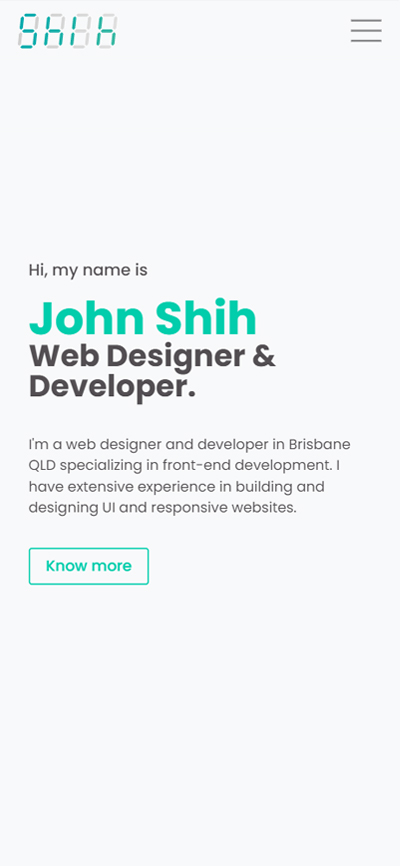 Shih
Hi, my name is
John Shih
Web Designer &
Developer.
I'm a web designer and developer in Brisbane
QLD specializing in front-end development. I
have extensive experience in building and
designing UI and responsive websites.
Know more